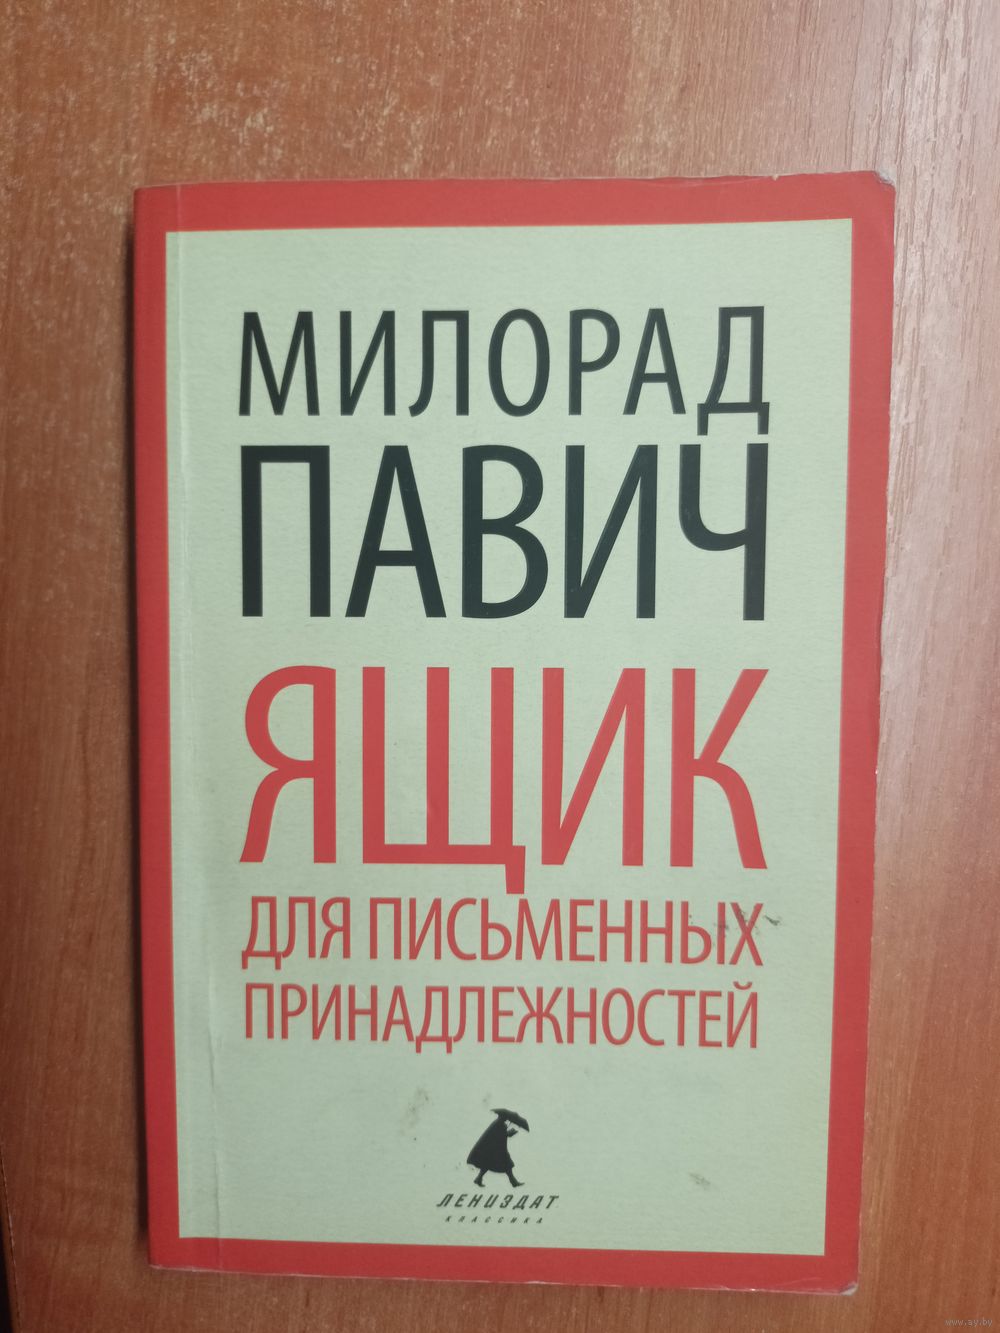 МИЛОРАД
ПАВИЧ
ЯЩИК
ДЛЯ ПИСЬМЕННЫХ
ПРИНАДЛЕЖНОСТЕЙ
ЛЕНИЗДАТ
КЛАССИКА
www.ay.by